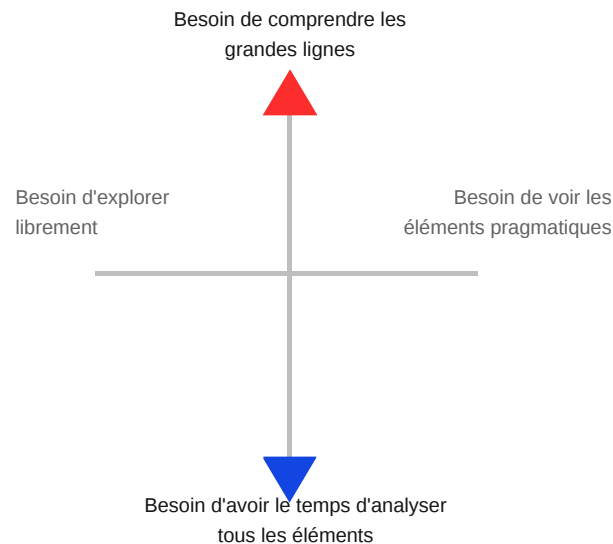 Besoin de comprendre les
grandes lignes
Besoin d'explorer
librement
Besoin de voir les
éléments pragmatiques
Besoin d'avoir le temps d'analyser
tous les éléments